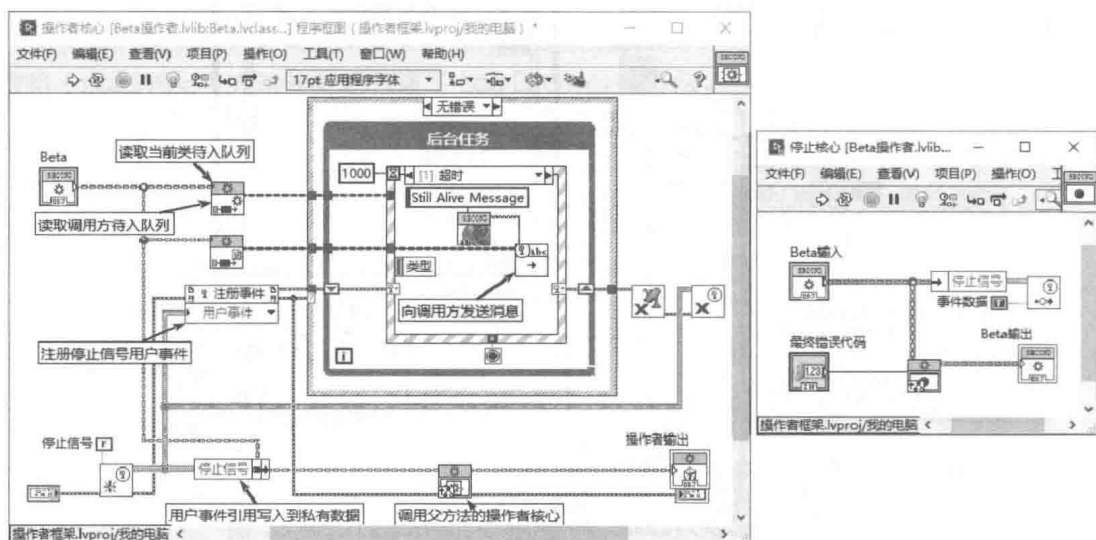 操作者核心 [Beta操作者.lvlib:Beta.lvclass...] 程序框图 ( 操作者框架.lvproj/我的电脑 ) *
文件(F) 编辑(E) 查看(V) 项目(P) 操作(O) 工具(T) 窗口(W) 帮助(H)
17pt 应用程序字体
无错误
后台任务
Beta
读取当前类待入队列
1000
[1] 超时
Still Alive Message
读取调用方待入队列
abc
类型
注册事件
用户事件
向调用方发送消息
注册停止信号用户事件
i
停止信号 F
操作者输出
停止信号
用户事件引用写入到私有数据
调用父方法的操作者核心
操作者框架.lvproj/我的电脑
停止核心 [Beta操作者.lvlib...
文件(F) 编辑(E) 查看(V) 项目(P) 操作(O)
Beta输入
停止信号
事件数据
最终错误代码
Beta输出
123
操作者框架.lvproj/我的电脑